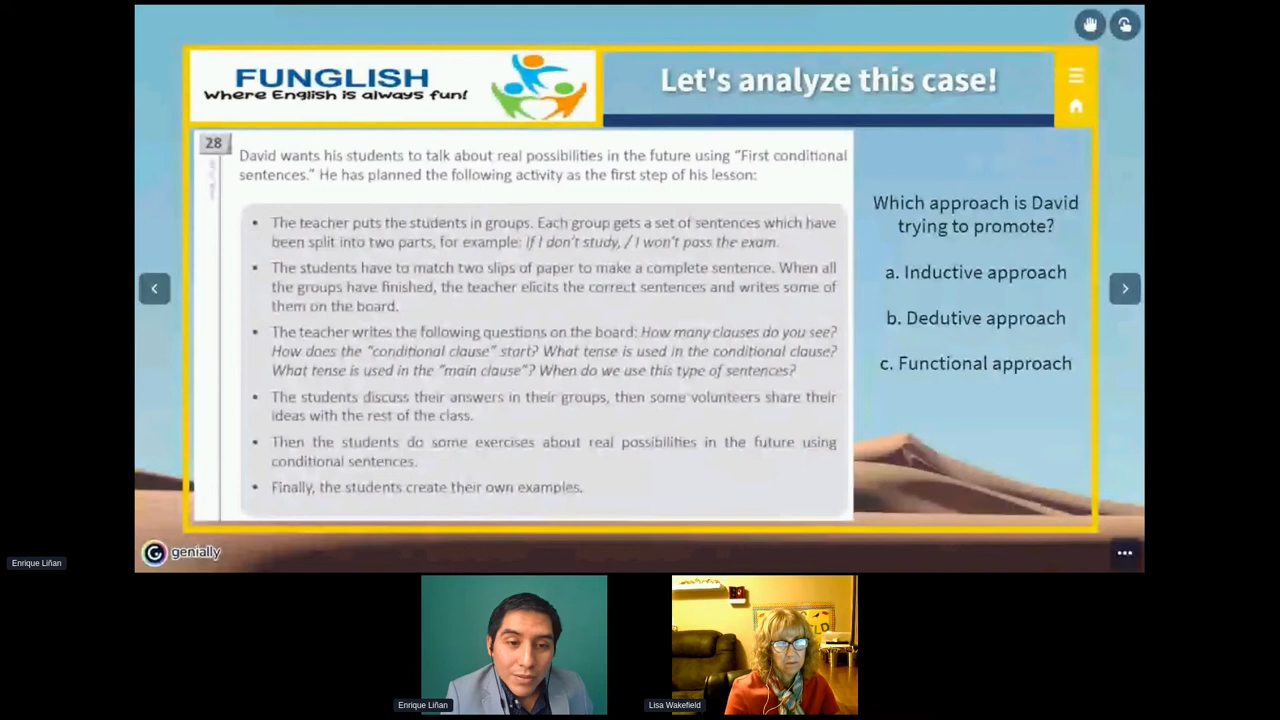 FUNGLISH
Where English is always fun!
Let's analyze this case!
28
David wants his students to talk about real possibilities in the future using “First conditional
sentences.” He has planned the following activity as the first step of his lesson:
• The teacher puts the students in groups. Each group gets a set of sentences which have
been split into two parts, for example: If I don’t study, / I won’t pass the exam.
• The students have to match two slips of paper to make a complete sentence. When all
the groups have finished, the teacher elicits the correct sentences and writes some of
them on the board.
• The teacher writes the following questions on the board: How many clauses do you see?
How does the “conditional clause” start? What tense is used in the conditional clause?
What tense is used in the “main clause”? When do we use this type of sentences?
• The students discuss their answers in their groups, then some volunteers share their
ideas with the rest of the class.
• Then the students do some exercises about real possibilities in the future using
conditional sentences.
• Finally, the students create their own examples.
Which approach is David
trying to promote?
a. Inductive approach
b. Dedutive approach
c. Functional approach
genially
Enrique Liñan
Enrique Liñan
Lisa Wakefield